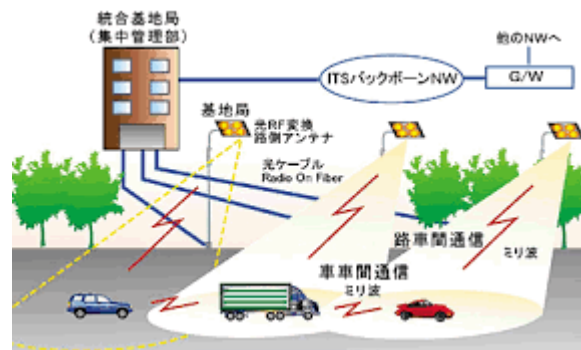 統合基地局
(集中管理部)
他のNWへ
ITSバックボーンNW
G/W
基地局
光RF変換
路側アンテナ
光ケーブル
Radio On Fiber
路車間通信
ミリ波
車車間通信
ミリ波